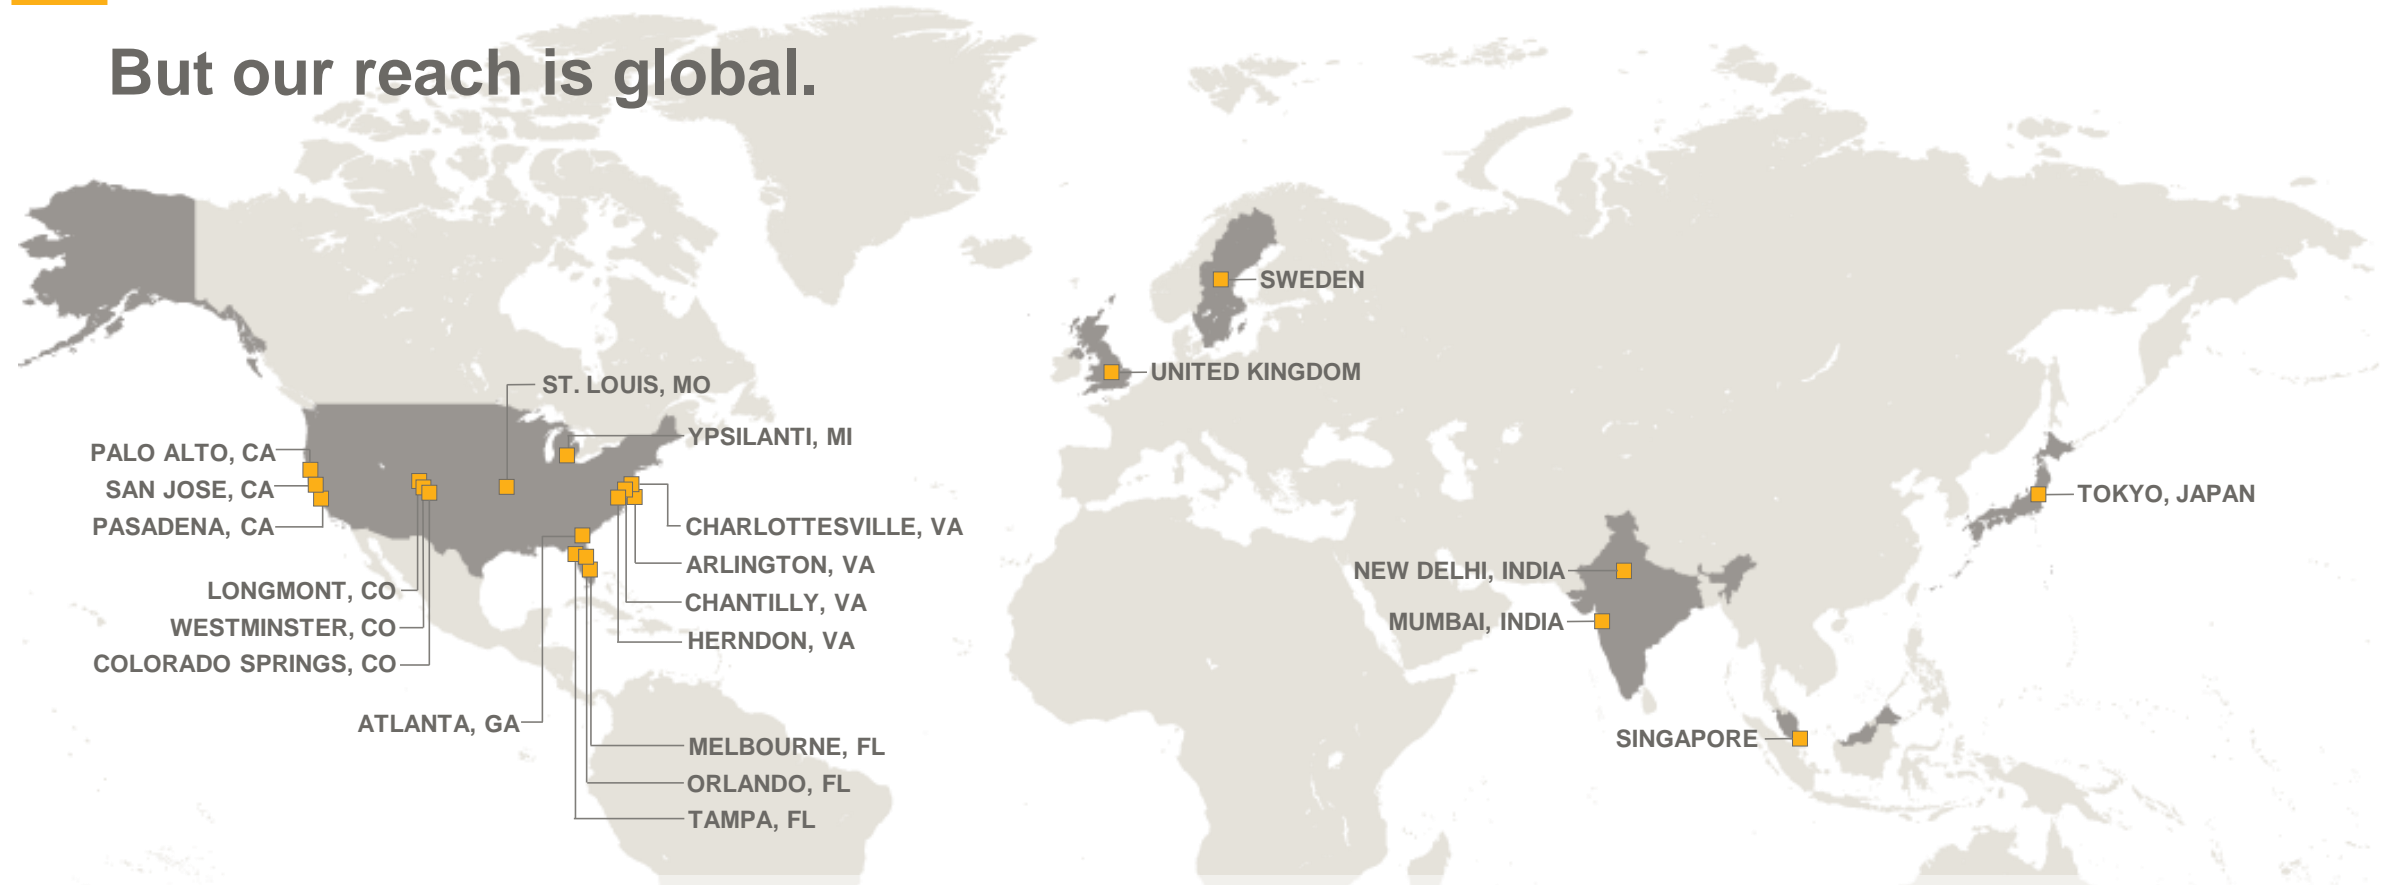 But our reach is global.
SWEDEN
UNITED KINGDOM
ST. LOUIS, MO
YPSILANTI, MI
PALO ALTO, CA
SAN JOSE, CA
PASADENA, CA
TOKYO, JAPAN
CHARLOTTESVILLE, VA
ARLINGTON, VA
CHANTILLY, VA
HERNDON, VA
LONGMONT, CO
WESTMINSTER, CO
COLORADO SPRINGS, CO
NEW DELHI, INDIA
MUMBAI, INDIA
ATLANTA, GA
SINGAPORE
MELBOURNE, FL
ORLANDO, FL
TAMPA, FL